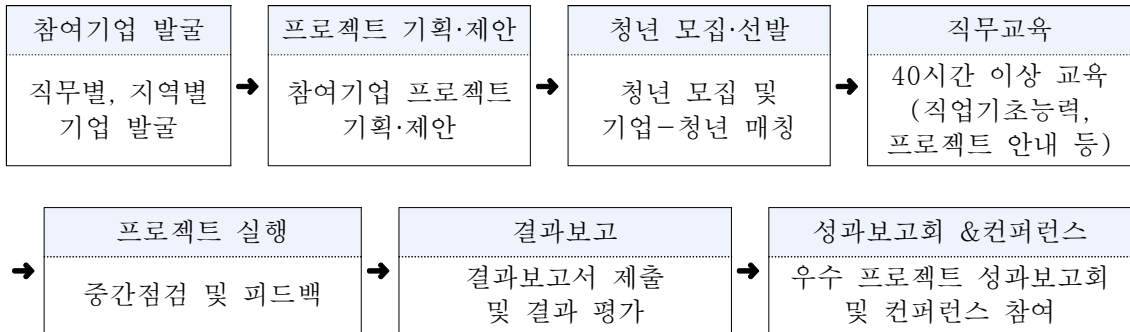 참여기업 발굴
직무별, 지역별
기업 발굴
➜
프로젝트 기획·제안
참여기업 프로젝트
기획·제안
➜
청년 모집·선발
청년 모집 및
기업-청년 매칭
➜
직무교육
40시간 이상 교육
(직업기초능력,
프로젝트 안내 등)
➜
프로젝트 실행
중간점검 및 피드백
➜
결과보고
결과보고서 제출
및 결과 평가
➜
성과보고회 &컨퍼런스
우수 프로젝트 성과보고회
및 컨퍼런스 참여